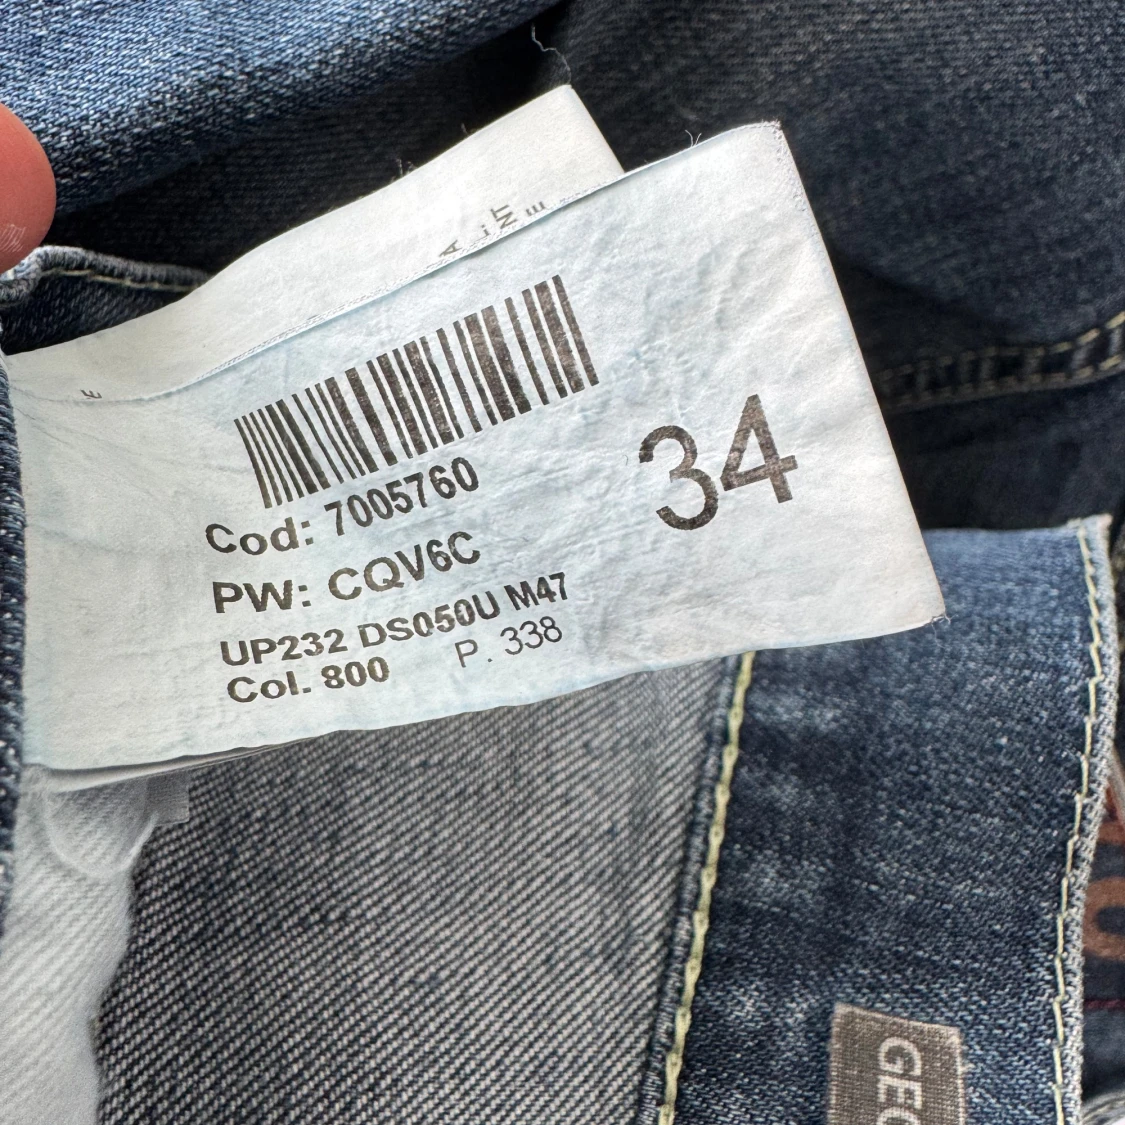 34
Cod: 7005760
PW: CQV6C
UP232 DS050U M47
Col. 800 P. 338
GEO